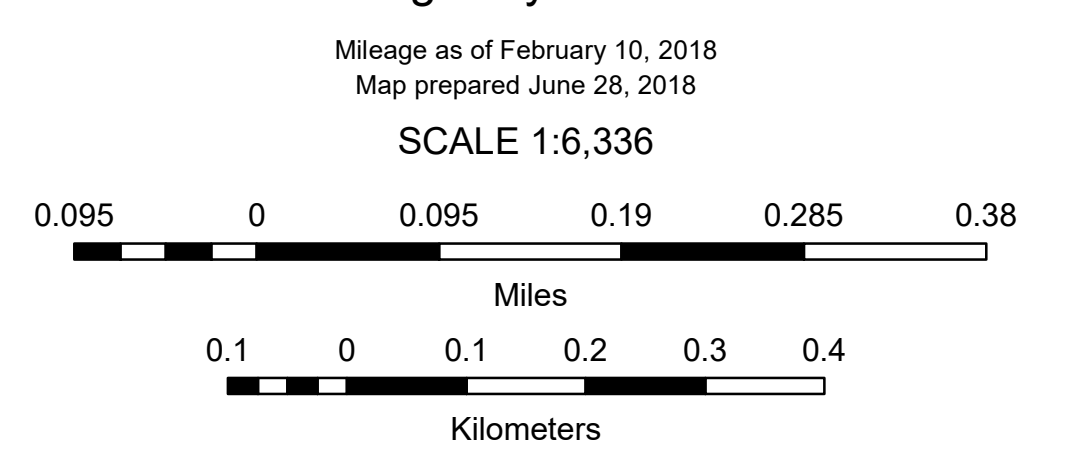 Mileage as of February 10, 2018
Map prepared June 28, 2018
SCALE 1:6,336
0.095 0 0.095 0.19 0.285 0.38
Miles
0.1 0 0.1 0.2 0.3 0.4
Kilometers